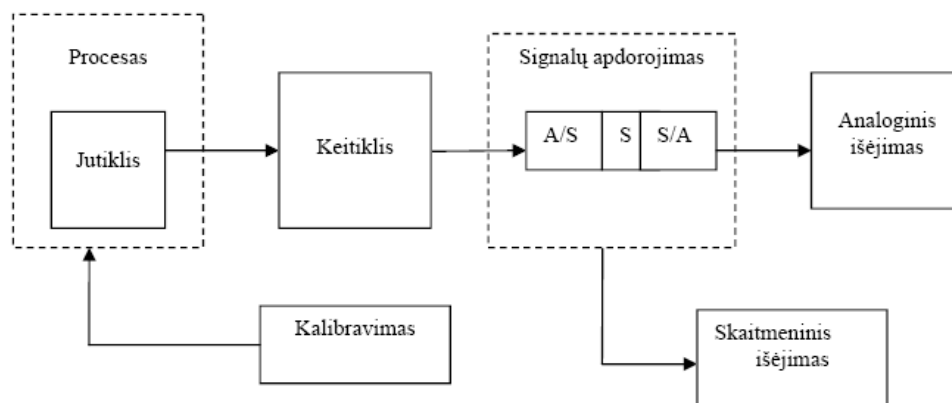 Procesas
Jutiklis
Keitiklis
Signalų apdorojimas
A/S S S/A
Analoginis
išėjimas
Kalibravimas
Skaitmeninis
išėjimas